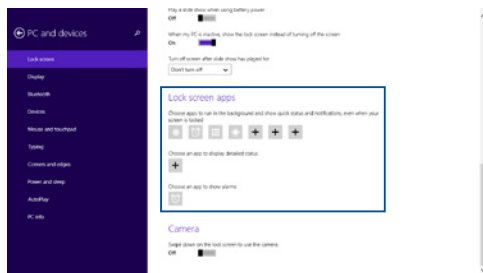 Play a slide show when using battery power
Off
PC and devices
When my PC is inactive, show the lock screen instead of turning off the screen
On
Lock screen
Turn off screen after slide show has played for
Don't turn off
Display
Bluetooth
Lock screen apps
Devices
Choose apps to run in the background and show quick status and notifications, even when your
screen is locked
Mouse and touchpad
Typing
Choose an app to display detailed status
Corners and edges
Power and sleep
Choose an app to show alarms
AutoPlay
PC info
Camera
Swipe down on the lock screen to use the camera
Off